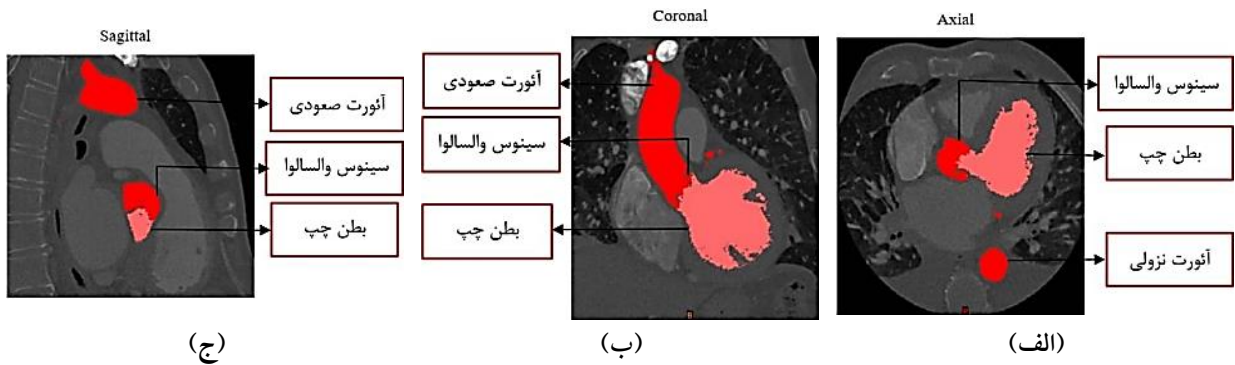 Axial
سینوس والسالوا
بطن چپ
آئورت نزولی
(الف)
Coronal
آئورت صعودی
سینوس والسالوا
بطن چپ
(ب)
Sagittal
آئورت صعودی
سینوس والسالوا
بطن چپ
(ج)